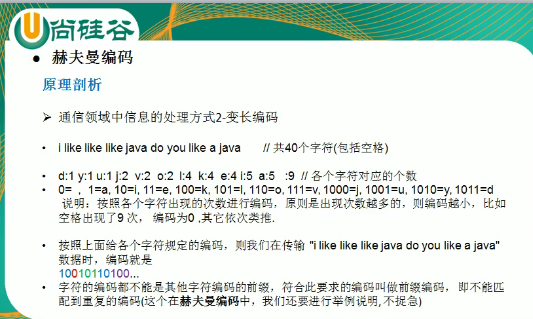 尚硅谷
● 赫夫曼编码
原理剖析
➢ 通信领域中信息的处理方式2-变长编码
• i like like like java do you like a java // 共40个字符(包括空格)
• d:1 y:1 u:1 j:2 v:2 o:2 l:4 k:4 e:4 i:5 a:5 :9 // 各个字符对应的个数
• 0= , 1=a, 10=i, 11=e, 100=k, 101=l, 110=o, 111=v, 1000=j, 1001=u, 1010=y, 1011=d
说明：按照各个字符出现的次数进行编码，原则是出现次数越多的，则编码越小，比如
空格出现了9 次， 编码为0 ,其它依次类推.
• 按照上面给各个字符规定的编码，则我们在传输 "i like like like java do you like a java"
数据时，编码就是
10010110100...
• 字符的编码都不能是其他字符编码的前缀，符合此要求的编码叫做前缀编码， 即不能匹
配到重复的编码(这个在赫夫曼编码中，我们还要进行举例说明, 不捉急)